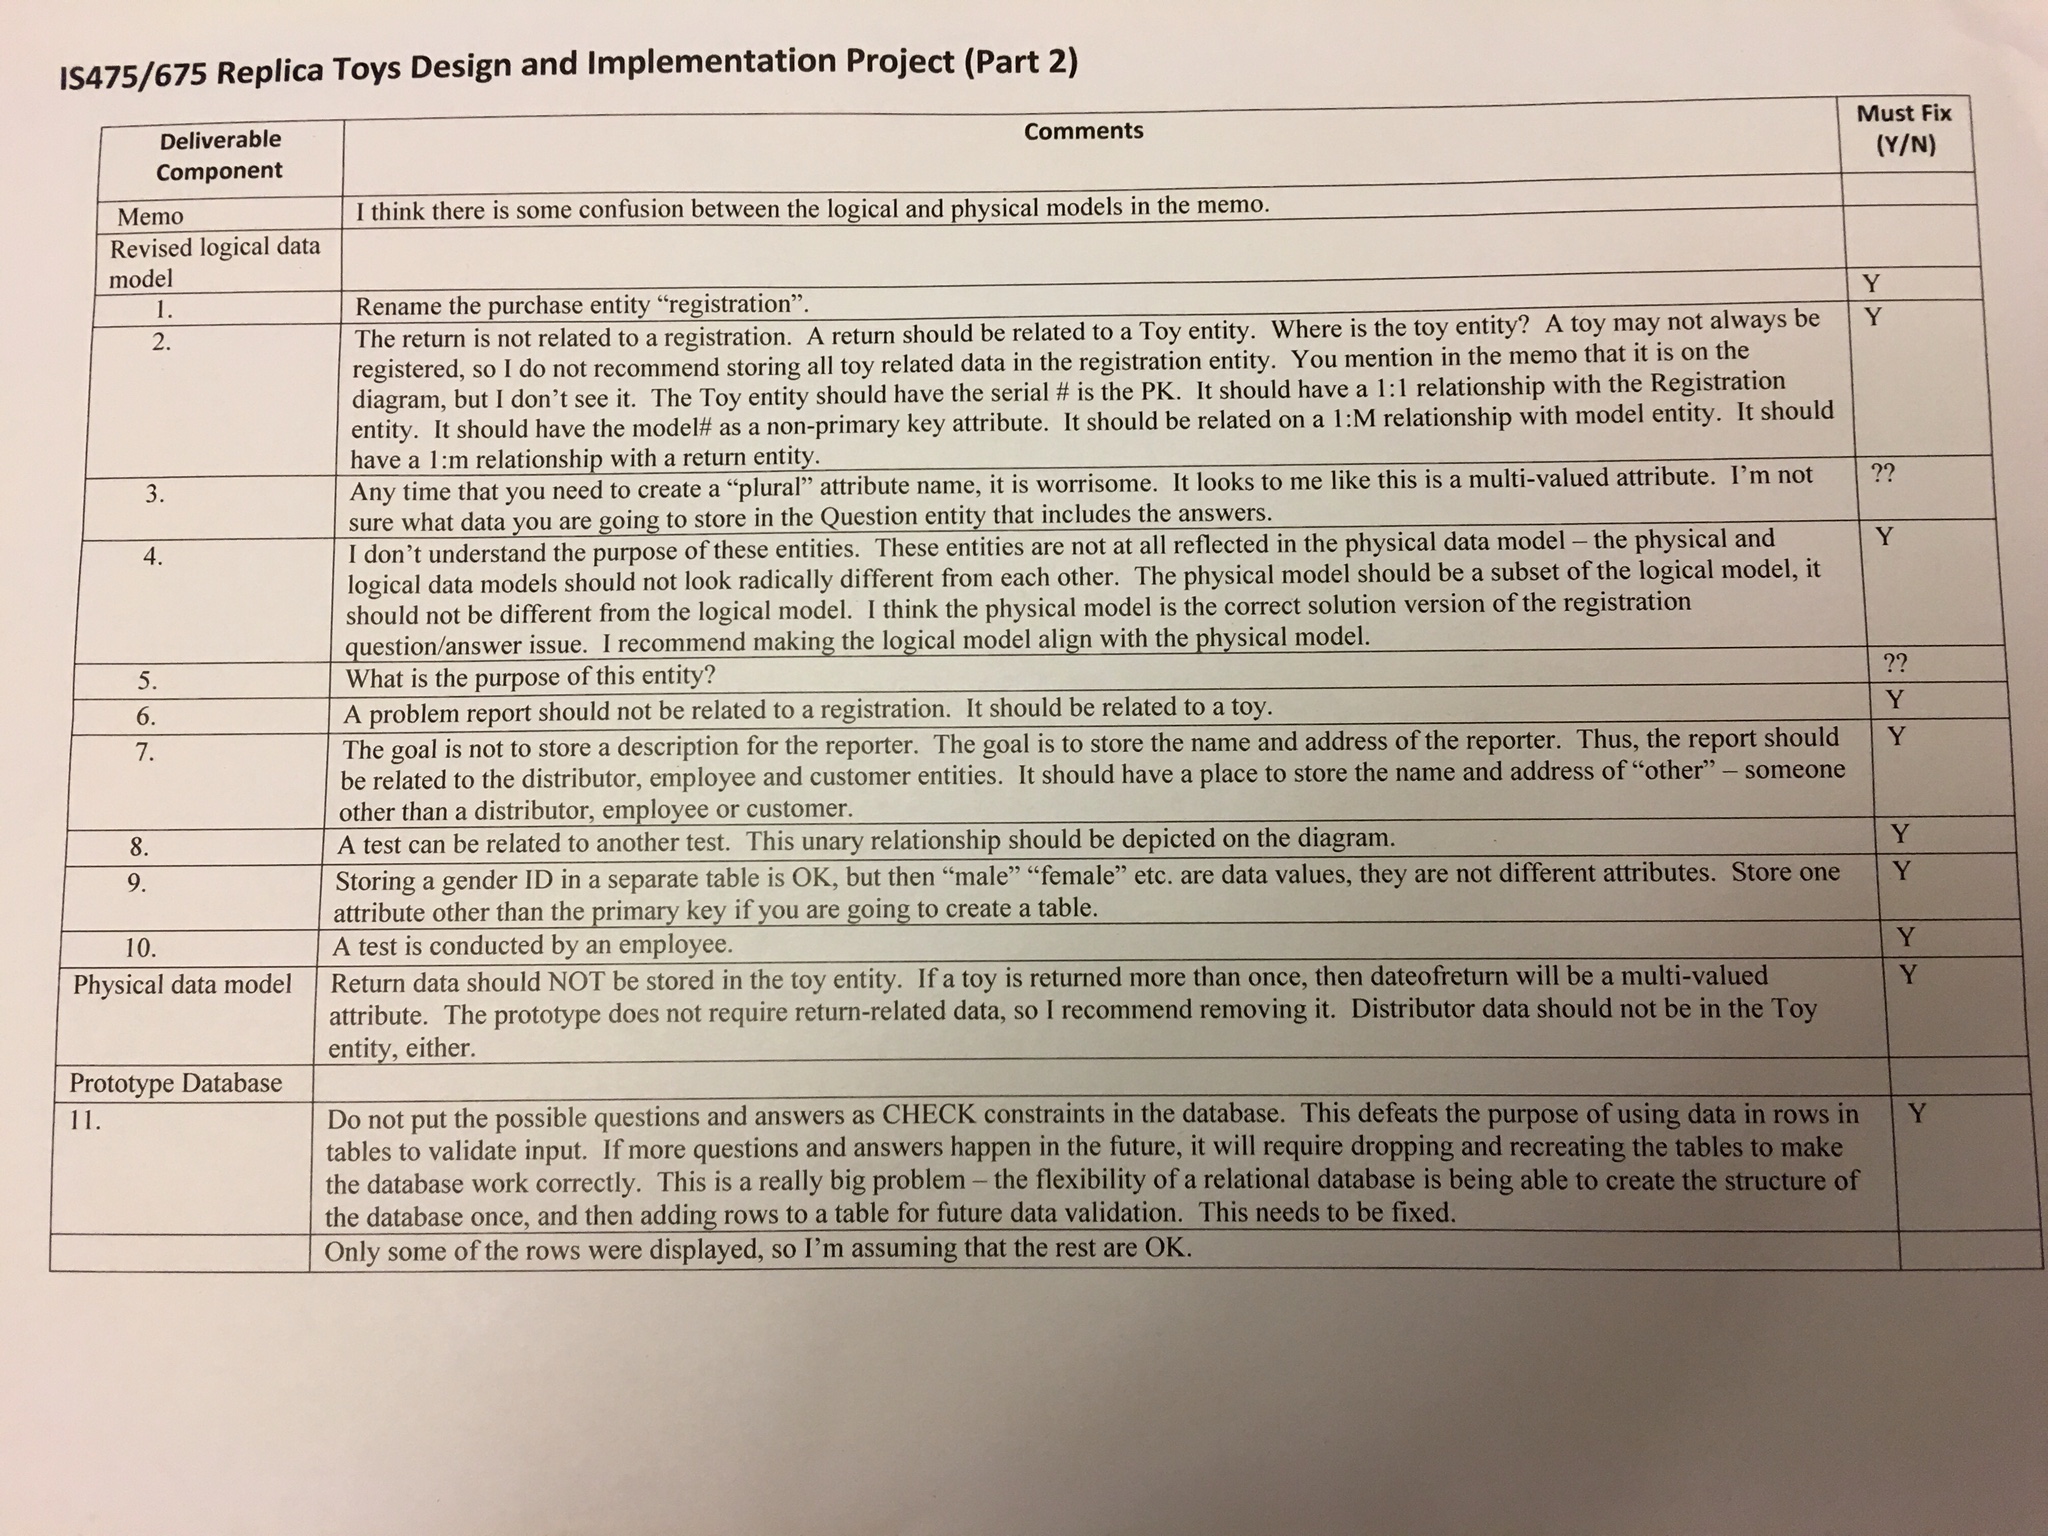 IS475/675 Replica Toys Design and Implementation Project (Part 2)
Deliverable
Component
Comments
Must Fix
(Y/N)
Memo
I think there is some confusion between the logical and physical models in the memo.
Revised logical data
model
1.
Rename the purchase entity “registration”.
Y
2.
The return is not related to a registration.  A return should be related to a Toy entity.  Where is the toy entity?  A toy may not always be
registered, so I do not recommend storing all toy related data in the registration entity.  You mention in the memo that it is on the
diagram, but I don’t see it.  The Toy entity should have the serial # is the PK.  It should have a 1:1 relationship with the Registration
entity.  It should have the model# as a non-primary key attribute.  It should be related on a 1:M relationship with model entity.  It should
have a 1:m relationship with a return entity.
Y
3.
Any time that you need to create a “plural” attribute name, it is worrisome.  It looks to me like this is a multi-valued attribute.  I’m not
sure what data you are going to store in the Question entity that includes the answers.
??
4.
I don’t understand the purpose of these entities.  These entities are not at all reflected in the physical data model – the physical and
logical data models should not look radically different from each other.  The physical model should be a subset of the logical model, it
should not be different from the logical model.  I think the physical model is the correct solution version of the registration
question/answer issue.  I recommend making the logical model align with the physical model.
Y
5.
What is the purpose of this entity?
??
6.
A problem report should not be related to a registration.  It should be related to a toy.
Y
7.
The goal is not to store a description for the reporter.  The goal is to store the name and address of the reporter.  Thus, the report should
be related to the distributor, employee and customer entities.  It should have a place to store the name and address of “other” – someone
other than a distributor, employee or customer.
Y
8.
A test can be related to another test.  This unary relationship should be depicted on the diagram.
Y
9.
Storing a gender ID in a separate table is OK, but then “male” “female” etc. are data values, they are not different attributes.  Store one
attribute other than the primary key if you are going to create a table.
Y
10.
A test is conducted by an employee.
Y
Physical data model
Return data should NOT be stored in the toy entity.  If a toy is returned more than once, then dateofreturn will be a multi-valued
attribute.  The prototype does not require return-related data, so I recommend removing it.  Distributor data should not be in the Toy
entity, either.
Y
Prototype Database
11.
Do not put the possible questions and answers as CHECK constraints in the database.  This defeats the purpose of using data in rows in
tables to validate input.  If more questions and answers happen in the future, it will require dropping and recreating the tables to make
the database work correctly.  This is a really big problem – the flexibility of a relational database is being able to create the structure of
the database once, and then adding rows to a table for future data validation.  This needs to be fixed.
Y
Only some of the rows were displayed, so I’m assuming that the rest are OK.